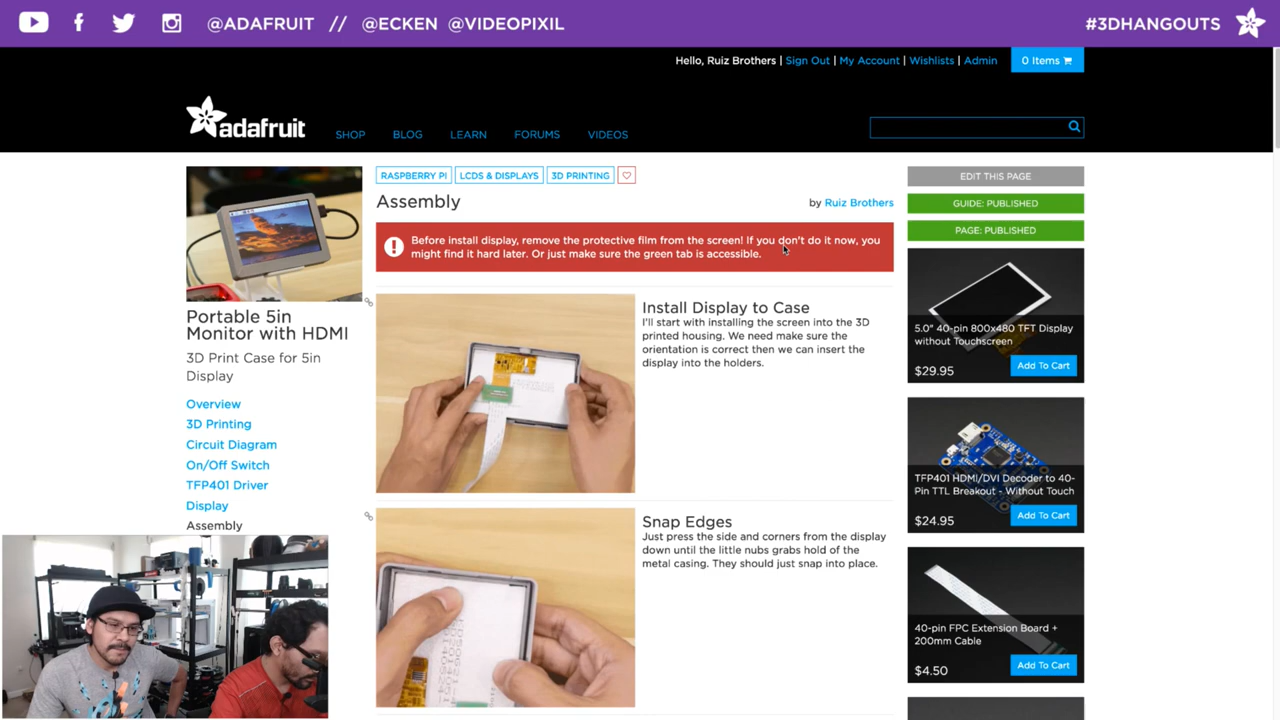 @ADAFRUIT // @ECKEN @VIDEOPIXIL
#3DHANGOUTS
Hello, Ruiz Brothers | Sign Out | My Account | Wishlists | Admin
0 Items
adafruit
SHOP
BLOG
LEARN
FORUMS
VIDEOS
Portable 5in
Monitor with HDMI
3D Print Case for 5in
Display
Overview
3D Printing
Circuit Diagram
On/Off Switch
TFP401 Driver
Display
Assembly
RASPBERRY PI
LCDS & DISPLAYS
3D PRINTING
Assembly
by Ruiz Brothers
Before install display, remove the protective film from the screen! If you don't do it now, you
might find it hard later. Or just make sure the green tab is accessible.
Install Display to Case
I'll start with installing the screen into the 3D
printed housing. We need make sure the
orientation is correct then we can insert the
display into the holders.
Snap Edges
Just press the side and corners from the display
down until the little nubs grabs hold of the
metal casing. They should just snap into place.
EDIT THIS PAGE
GUIDE: PUBLISHED
PAGE: PUBLISHED
5.0" 40-pin 800x480 TFT Display
without Touchscreen
$29.95
Add To Cart
TFP401 HDMI/DVI Decoder to 40-
Pin TTL Breakout - Without Touch
$24.95
Add To Cart
40-pin FPC Extension Board +
200mm Cable
$4.50
Add To Cart